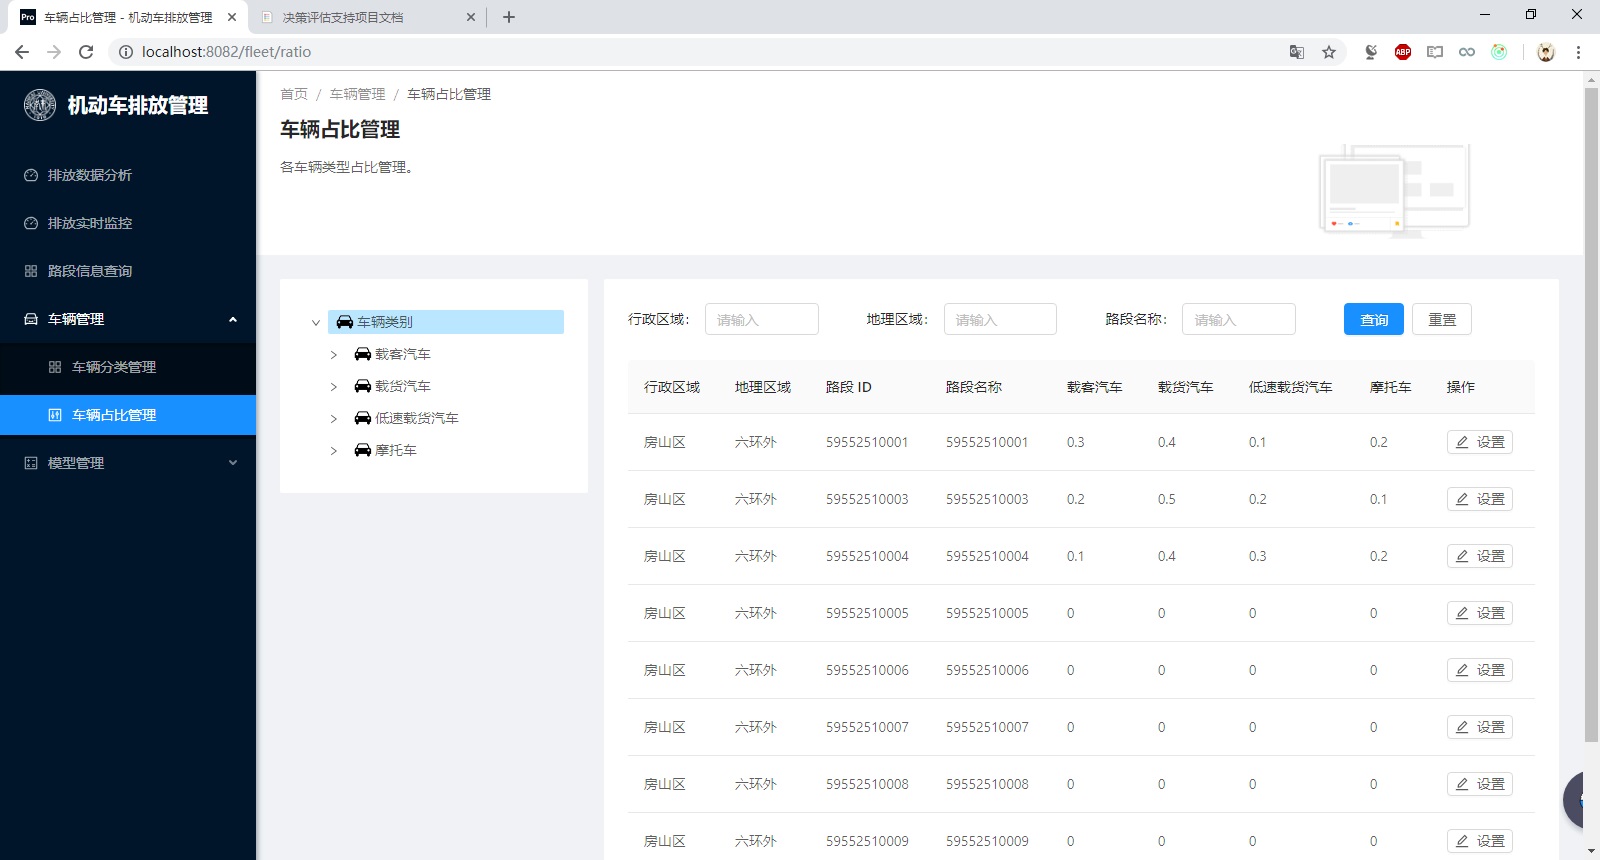 Pro 车辆占比管理 - 机动车排放管理
决策评估支持项目文档
localhost:8082/fleet/ratio
ABP
机动车排放管理
排放数据分析
排放实时监控
路段信息查询
车辆管理
车辆分类管理
车辆占比管理
模型管理
首页 / 车辆管理 / 车辆占比管理
车辆占比管理
各车辆类型占比管理。
车辆类别
载客汽车
载货汽车
低速载货汽车
摩托车
行政区域： 请输入 地理区域： 请输入 路段名称： 请输入 查询 重置
行政区域 地理区域 路段 ID 路段名称 载客汽车 载货汽车 低速载货汽车 摩托车 操作
房山区 六环外 59552510001 59552510001 0.3 0.4 0.1 0.2 设置
房山区 六环外 59552510003 59552510003 0.2 0.5 0.2 0.1 设置
房山区 六环外 59552510004 59552510004 0.1 0.4 0.3 0.2 设置
房山区 六环外 59552510005 59552510005 0 0 0 0 设置
房山区 六环外 59552510006 59552510006 0 0 0 0 设置
房山区 六环外 59552510007 59552510007 0 0 0 0 设置
房山区 六环外 59552510008 59552510008 0 0 0 0 设置
房山区 六环外 59552510009 59552510009 0 0 0 0 设置